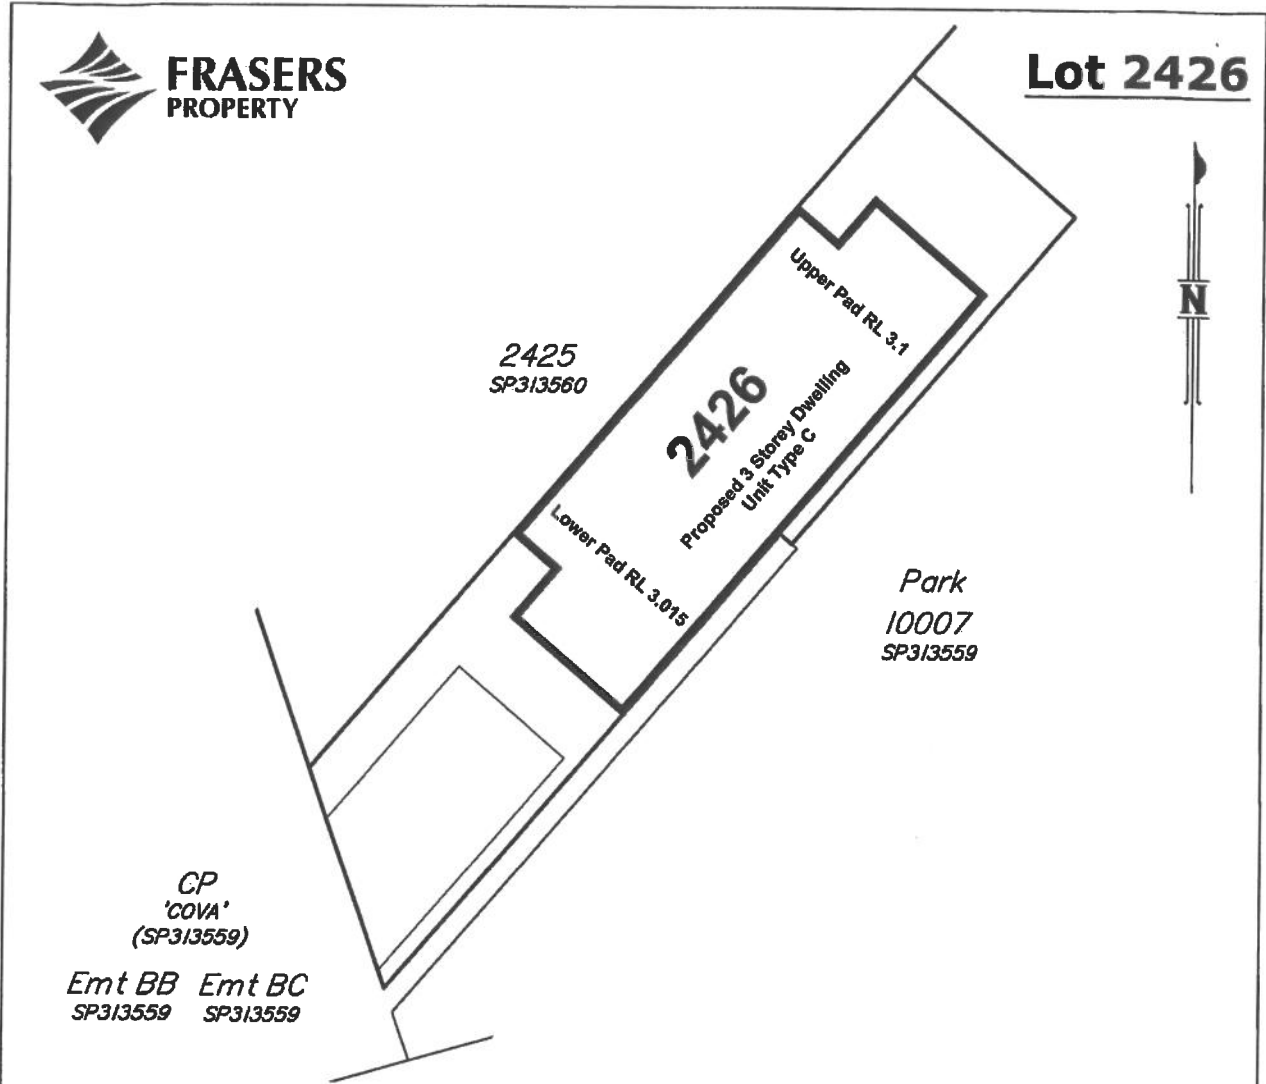 FRASERS
PROPERTY
Lot 2426
N
Upper Pad RL 3.1
2425
SP313560
2426
Proposed 3 Storey Dwelling
Unit Type C
Lower Pad RL 3.015
Park
10007
SP313559
CP
'COVA'
(SP313559)
Emt BB Emt BC
SP313559 SP313559